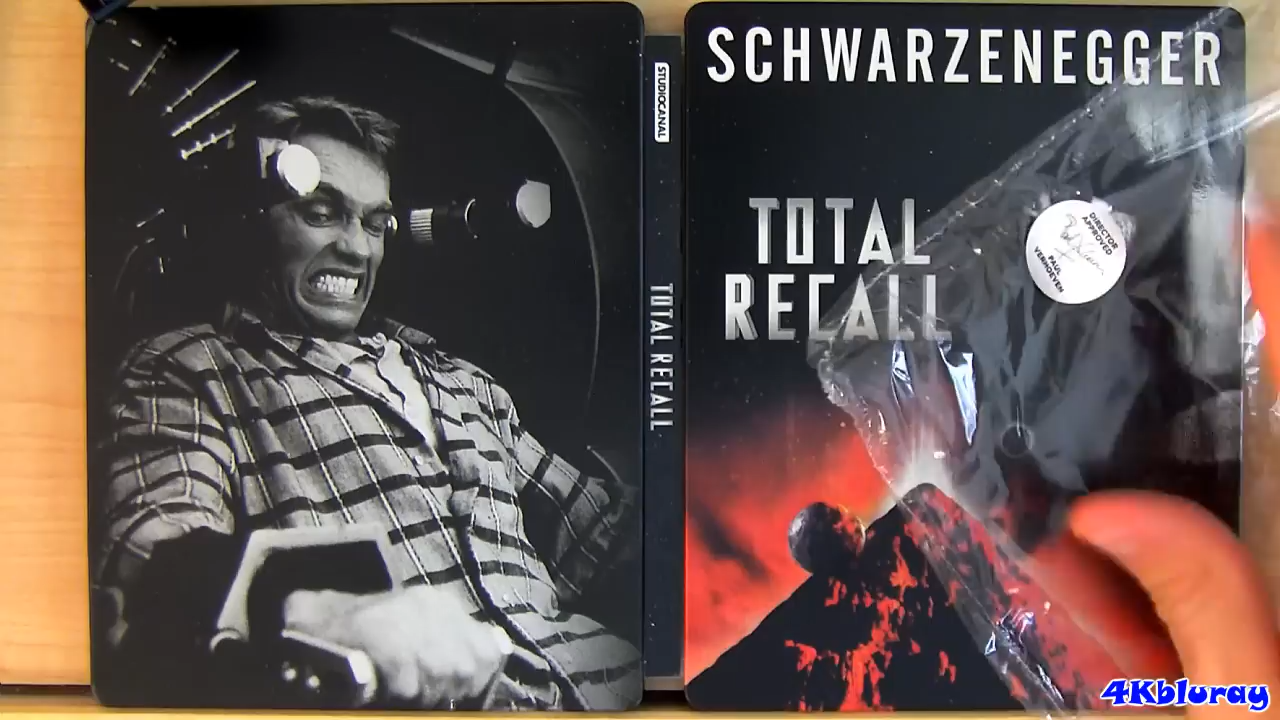 STUDIOCANAL
TOTAL RECALL
SCHWARZENEGGER
TOTAL
RECALL
DIRECTOR
APPROVED
PAUL
VERHOEVEN
4Kbluray